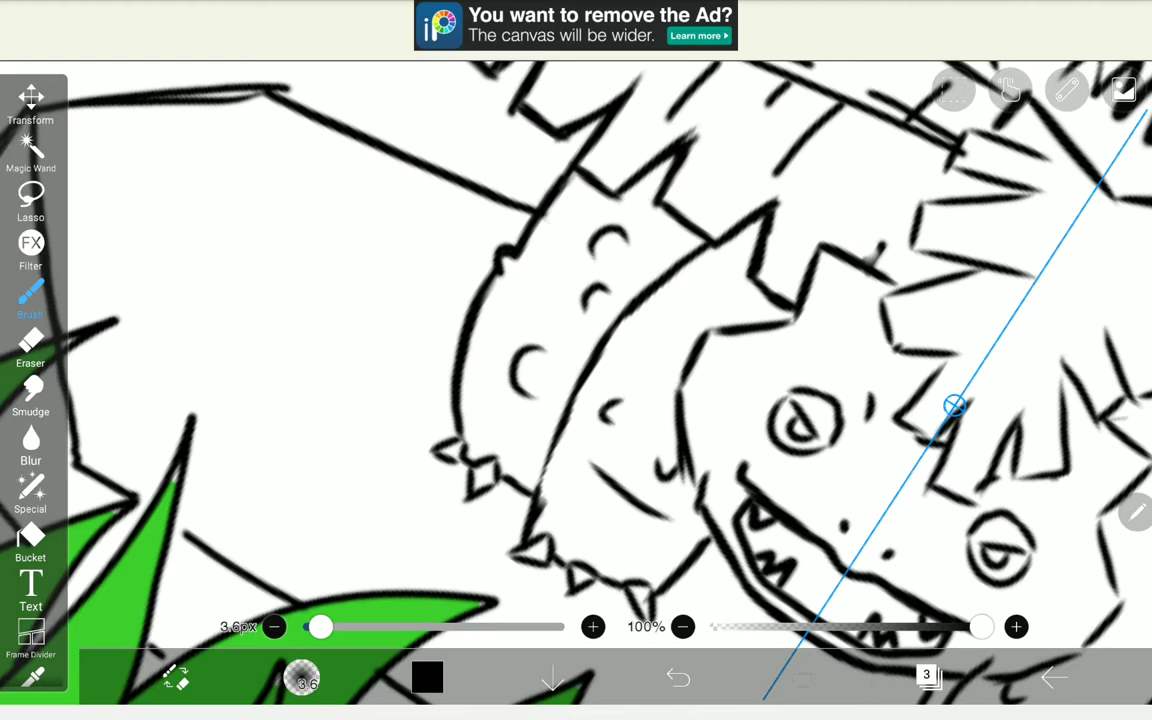 iP
You want to remove the Ad?
The canvas will be wider.
Learn more
Transform
Magic Wand
Lasso
FX
Filter
Brush
Eraser
Smudge
Blur
Special
Bucket
T
Text
Frame Divider
3.6px
100%
3.6
3